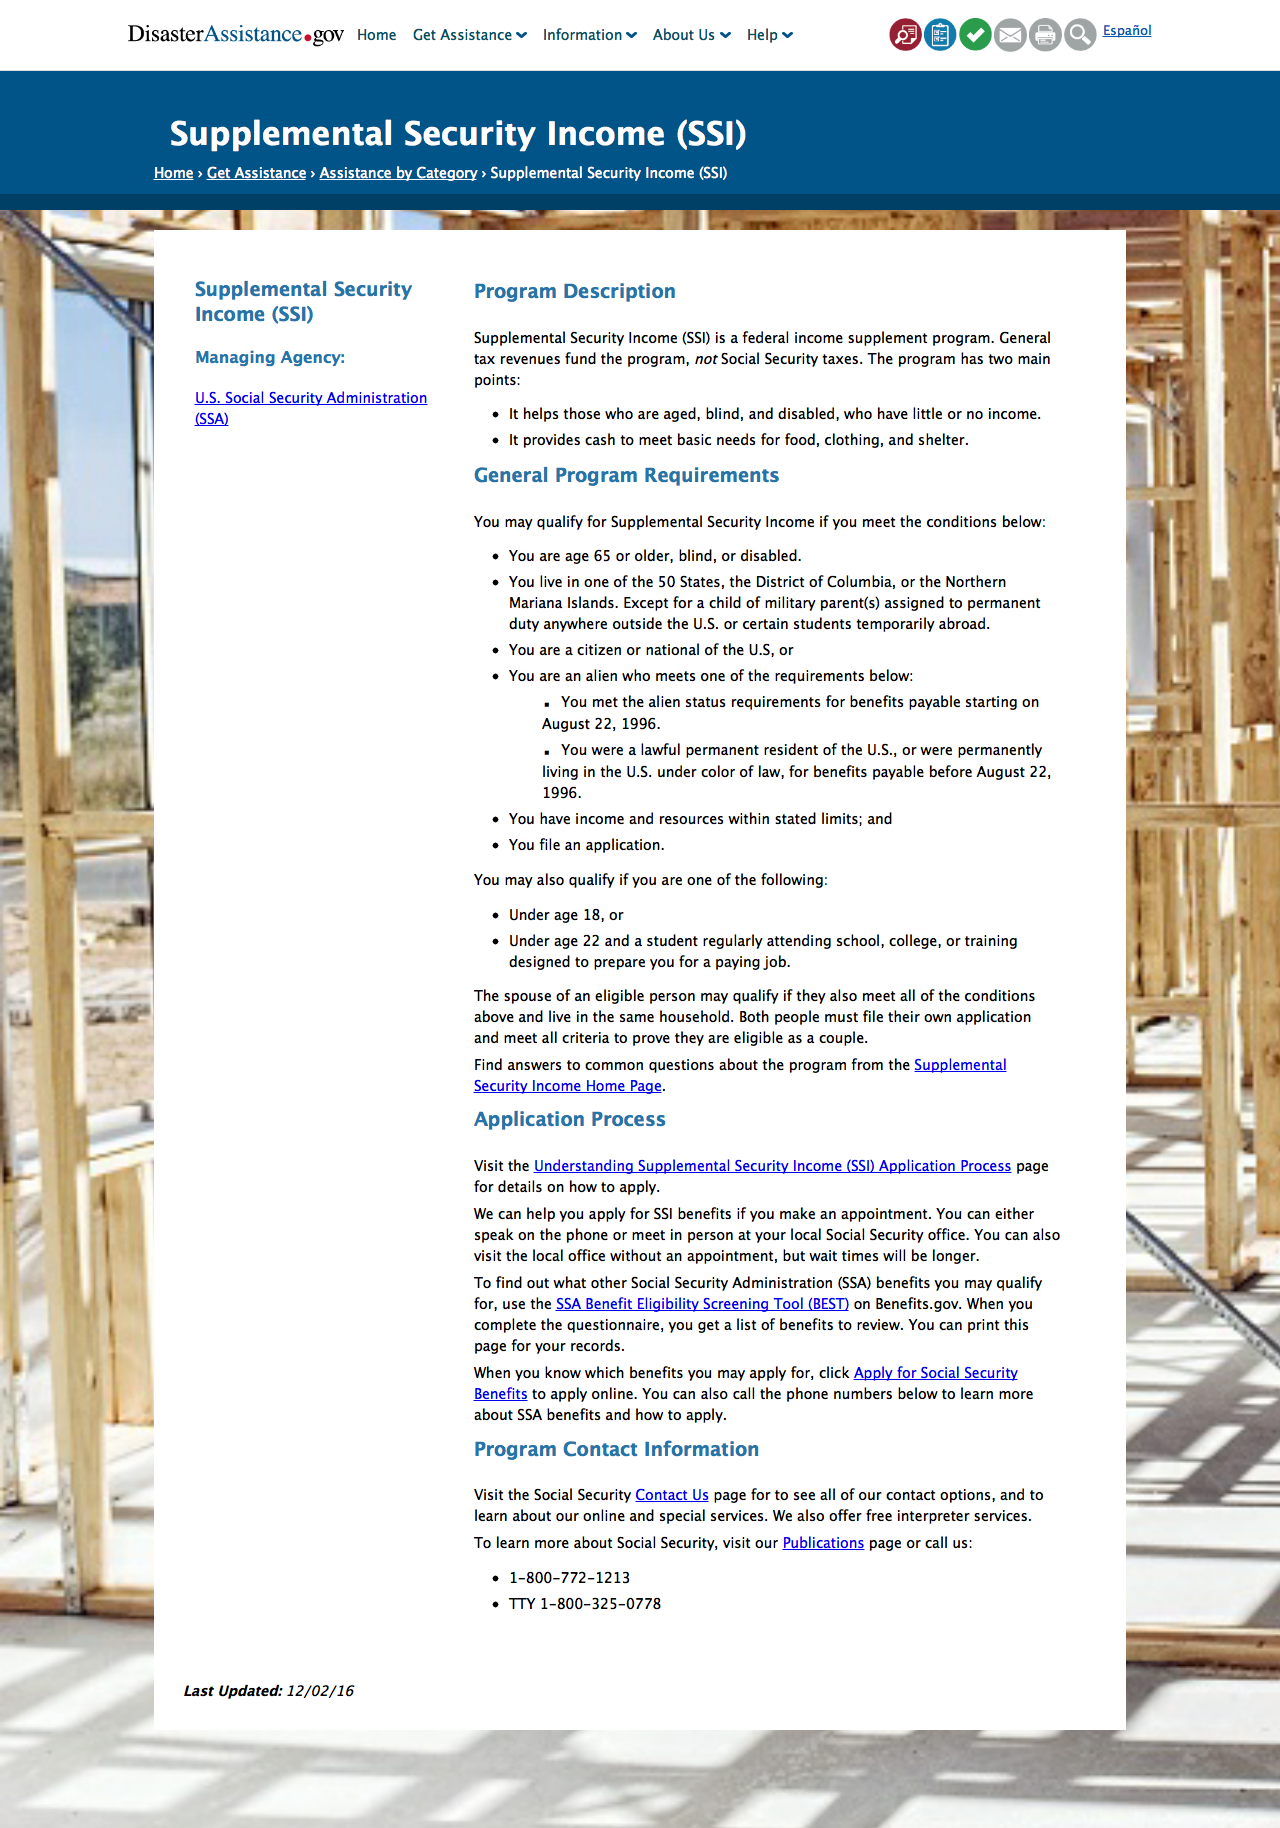 DisasterAssistance.gov Home Get Assistance Information About Us Help Español
Supplemental Security Income (SSI)
Home › Get Assistance › Assistance by Category › Supplemental Security Income (SSI)
Supplemental Security
Income (SSI)
Managing Agency:
U.S. Social Security Administration
(SSA)
Program Description
Supplemental Security Income (SSI) is a federal income supplement program. General
tax revenues fund the program, not Social Security taxes. The program has two main
points:
• It helps those who are aged, blind, and disabled, who have little or no income.
• It provides cash to meet basic needs for food, clothing, and shelter.
General Program Requirements
You may qualify for Supplemental Security Income if you meet the conditions below:
• You are age 65 or older, blind, or disabled.
• You live in one of the 50 States, the District of Columbia, or the Northern
Mariana Islands. Except for a child of military parent(s) assigned to permanent
duty anywhere outside the U.S. or certain students temporarily abroad.
• You are a citizen or national of the U.S, or
• You are an alien who meets one of the requirements below:
▪ You met the alien status requirements for benefits payable starting on
August 22, 1996.
▪ You were a lawful permanent resident of the U.S., or were permanently
living in the U.S. under color of law, for benefits payable before August 22,
1996.
• You have income and resources within stated limits; and
• You file an application.
You may also qualify if you are one of the following:
• Under age 18, or
• Under age 22 and a student regularly attending school, college, or training
designed to prepare you for a paying job.
The spouse of an eligible person may qualify if they also meet all of the conditions
above and live in the same household. Both people must file their own application
and meet all criteria to prove they are eligible as a couple.
Find answers to common questions about the program from the Supplemental
Security Income Home Page.
Application Process
Visit the Understanding Supplemental Security Income (SSI) Application Process page
for details on how to apply.
We can help you apply for SSI benefits if you make an appointment. You can either
speak on the phone or meet in person at your local Social Security office. You can also
visit the local office without an appointment, but wait times will be longer.
To find out what other Social Security Administration (SSA) benefits you may qualify
for, use the SSA Benefit Eligibility Screening Tool (BEST) on Benefits.gov. When you
complete the questionnaire, you get a list of benefits to review. You can print this
page for your records.
When you know which benefits you may apply for, click Apply for Social Security
Benefits to apply online. You can also call the phone numbers below to learn more
about SSA benefits and how to apply.
Program Contact Information
Visit the Social Security Contact Us page for to see all of our contact options, and to
learn about our online and special services. We also offer free interpreter services.
To learn more about Social Security, visit our Publications page or call us:
• 1-800-772-1213
• TTY 1-800-325-0778
Last Updated: 12/02/16